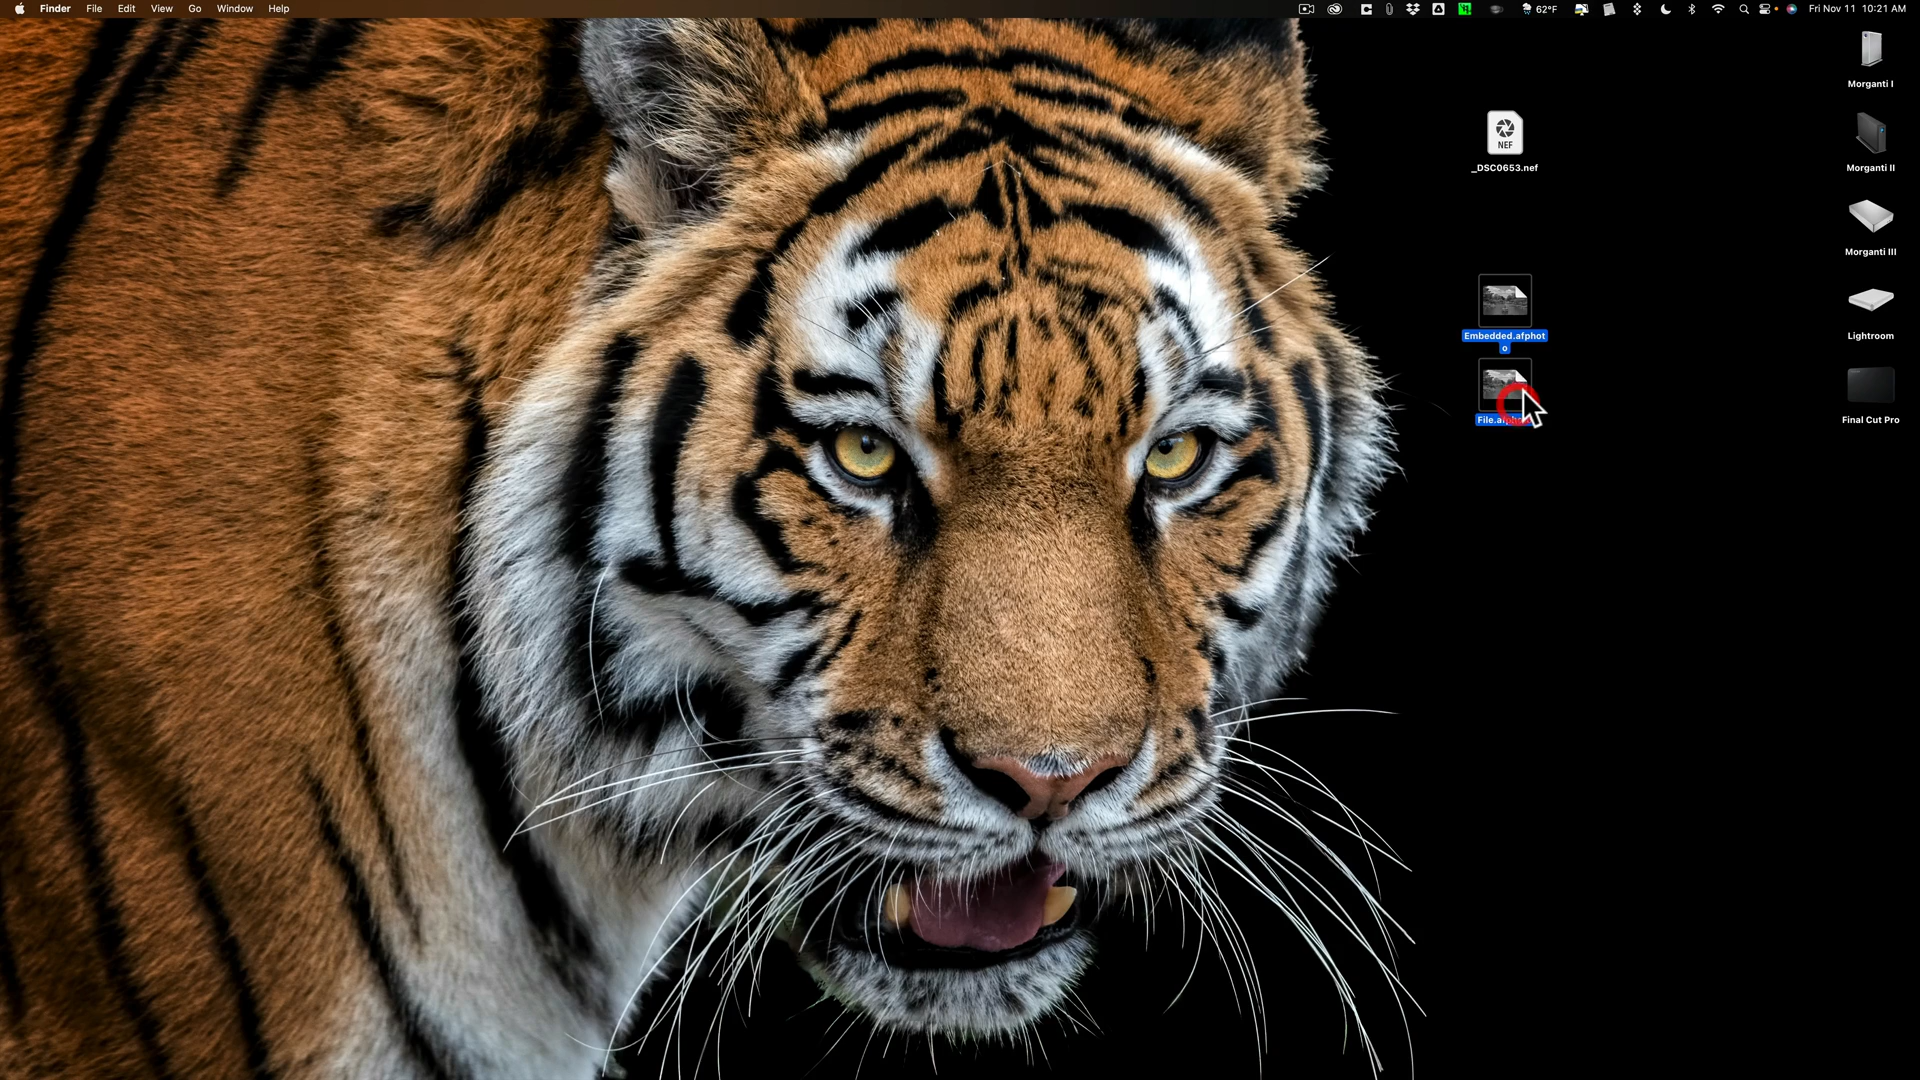 Finder File Edit View Go Window Help
62°F
Fri Nov 11 10:21 AM
Morganti I
NEF
_DSC0653.nef
Morganti II
Morganti III
Embedded.afphot
o
Lightroom
Final Cut Pro